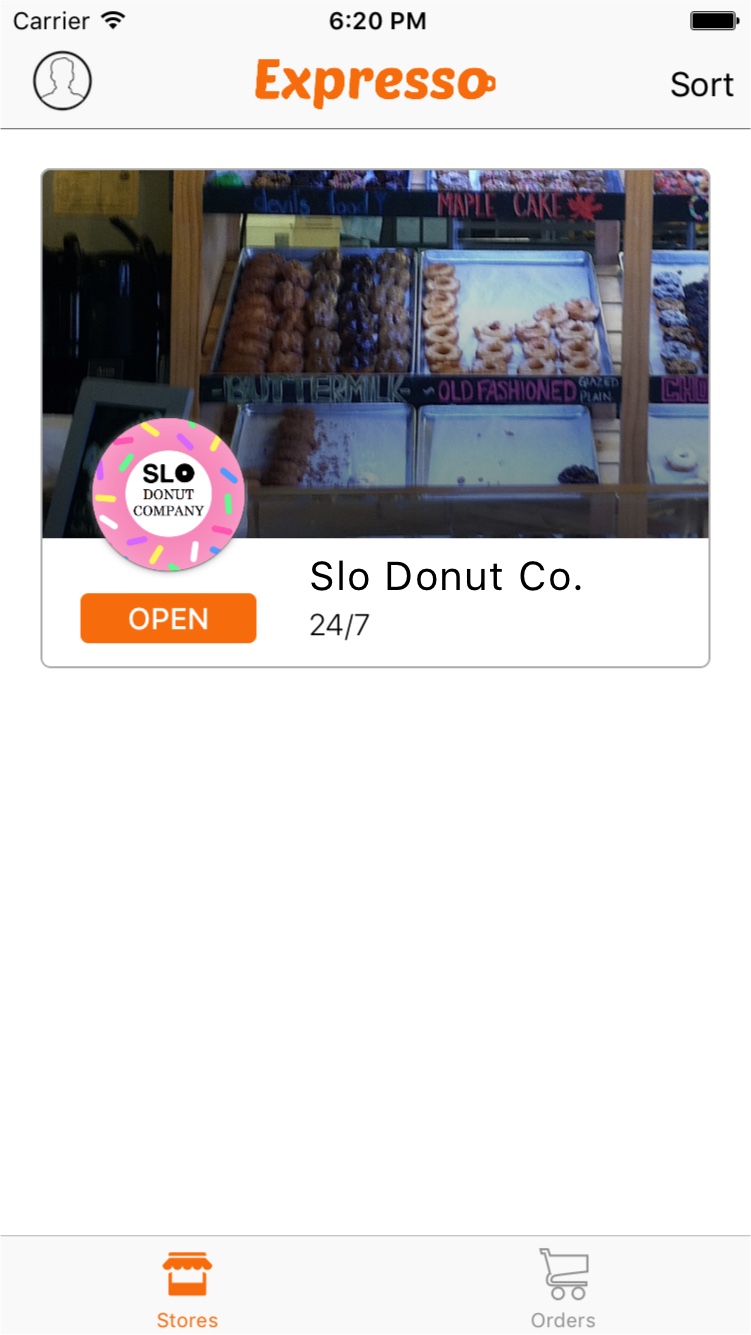 Carrier 6:20 PM
Expresso
Sort
devils food
MAPLE CAKE
-BUTTERMILK-
~OLD FASHIONED GLAZED
PLAIN
SLO
DONUT
COMPANY
Slo Donut Co.
OPEN
24/7
Stores Orders